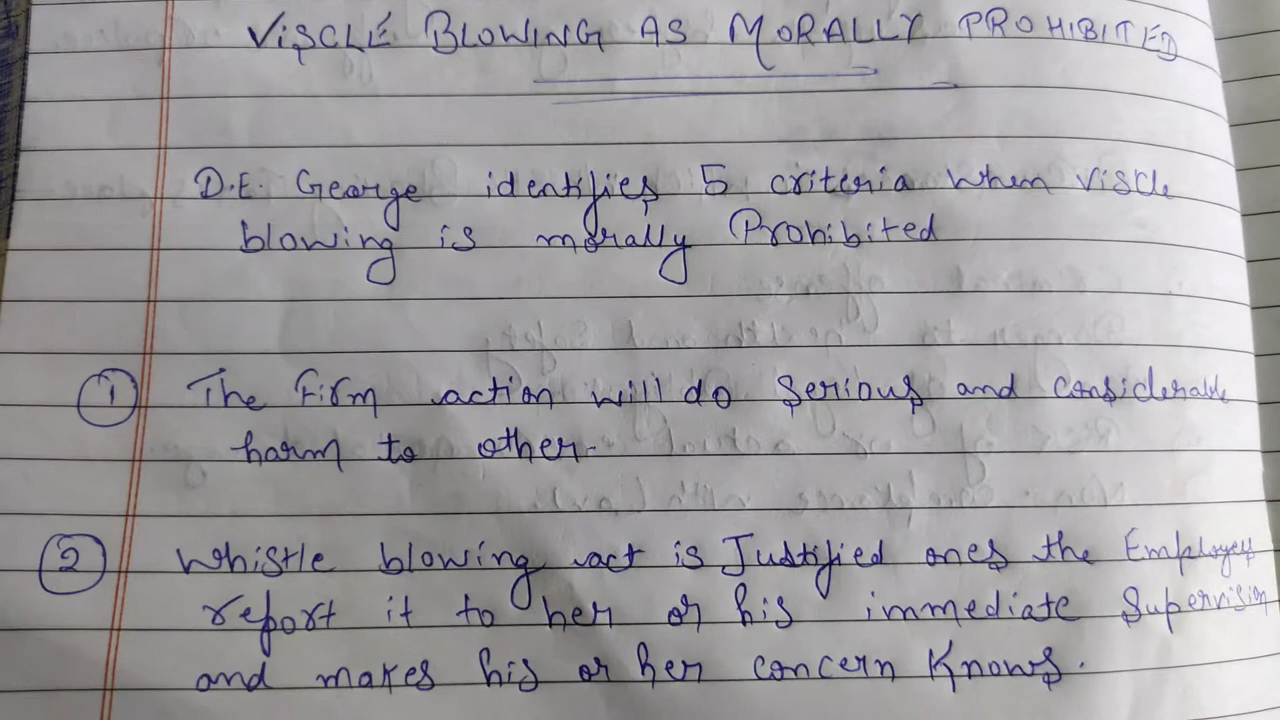 ViSCLE BLOWING AS MORALLY PROHIBITED
D.E. George identifies 5 criteria when viscle
blowing is morally Prohibited
① The Firm action will do serious and considerable
harm to other-
② Whistle blowing act is Justified ones the Employees
report it to her or his immediate Supervision
and makes his or her concern Knows.